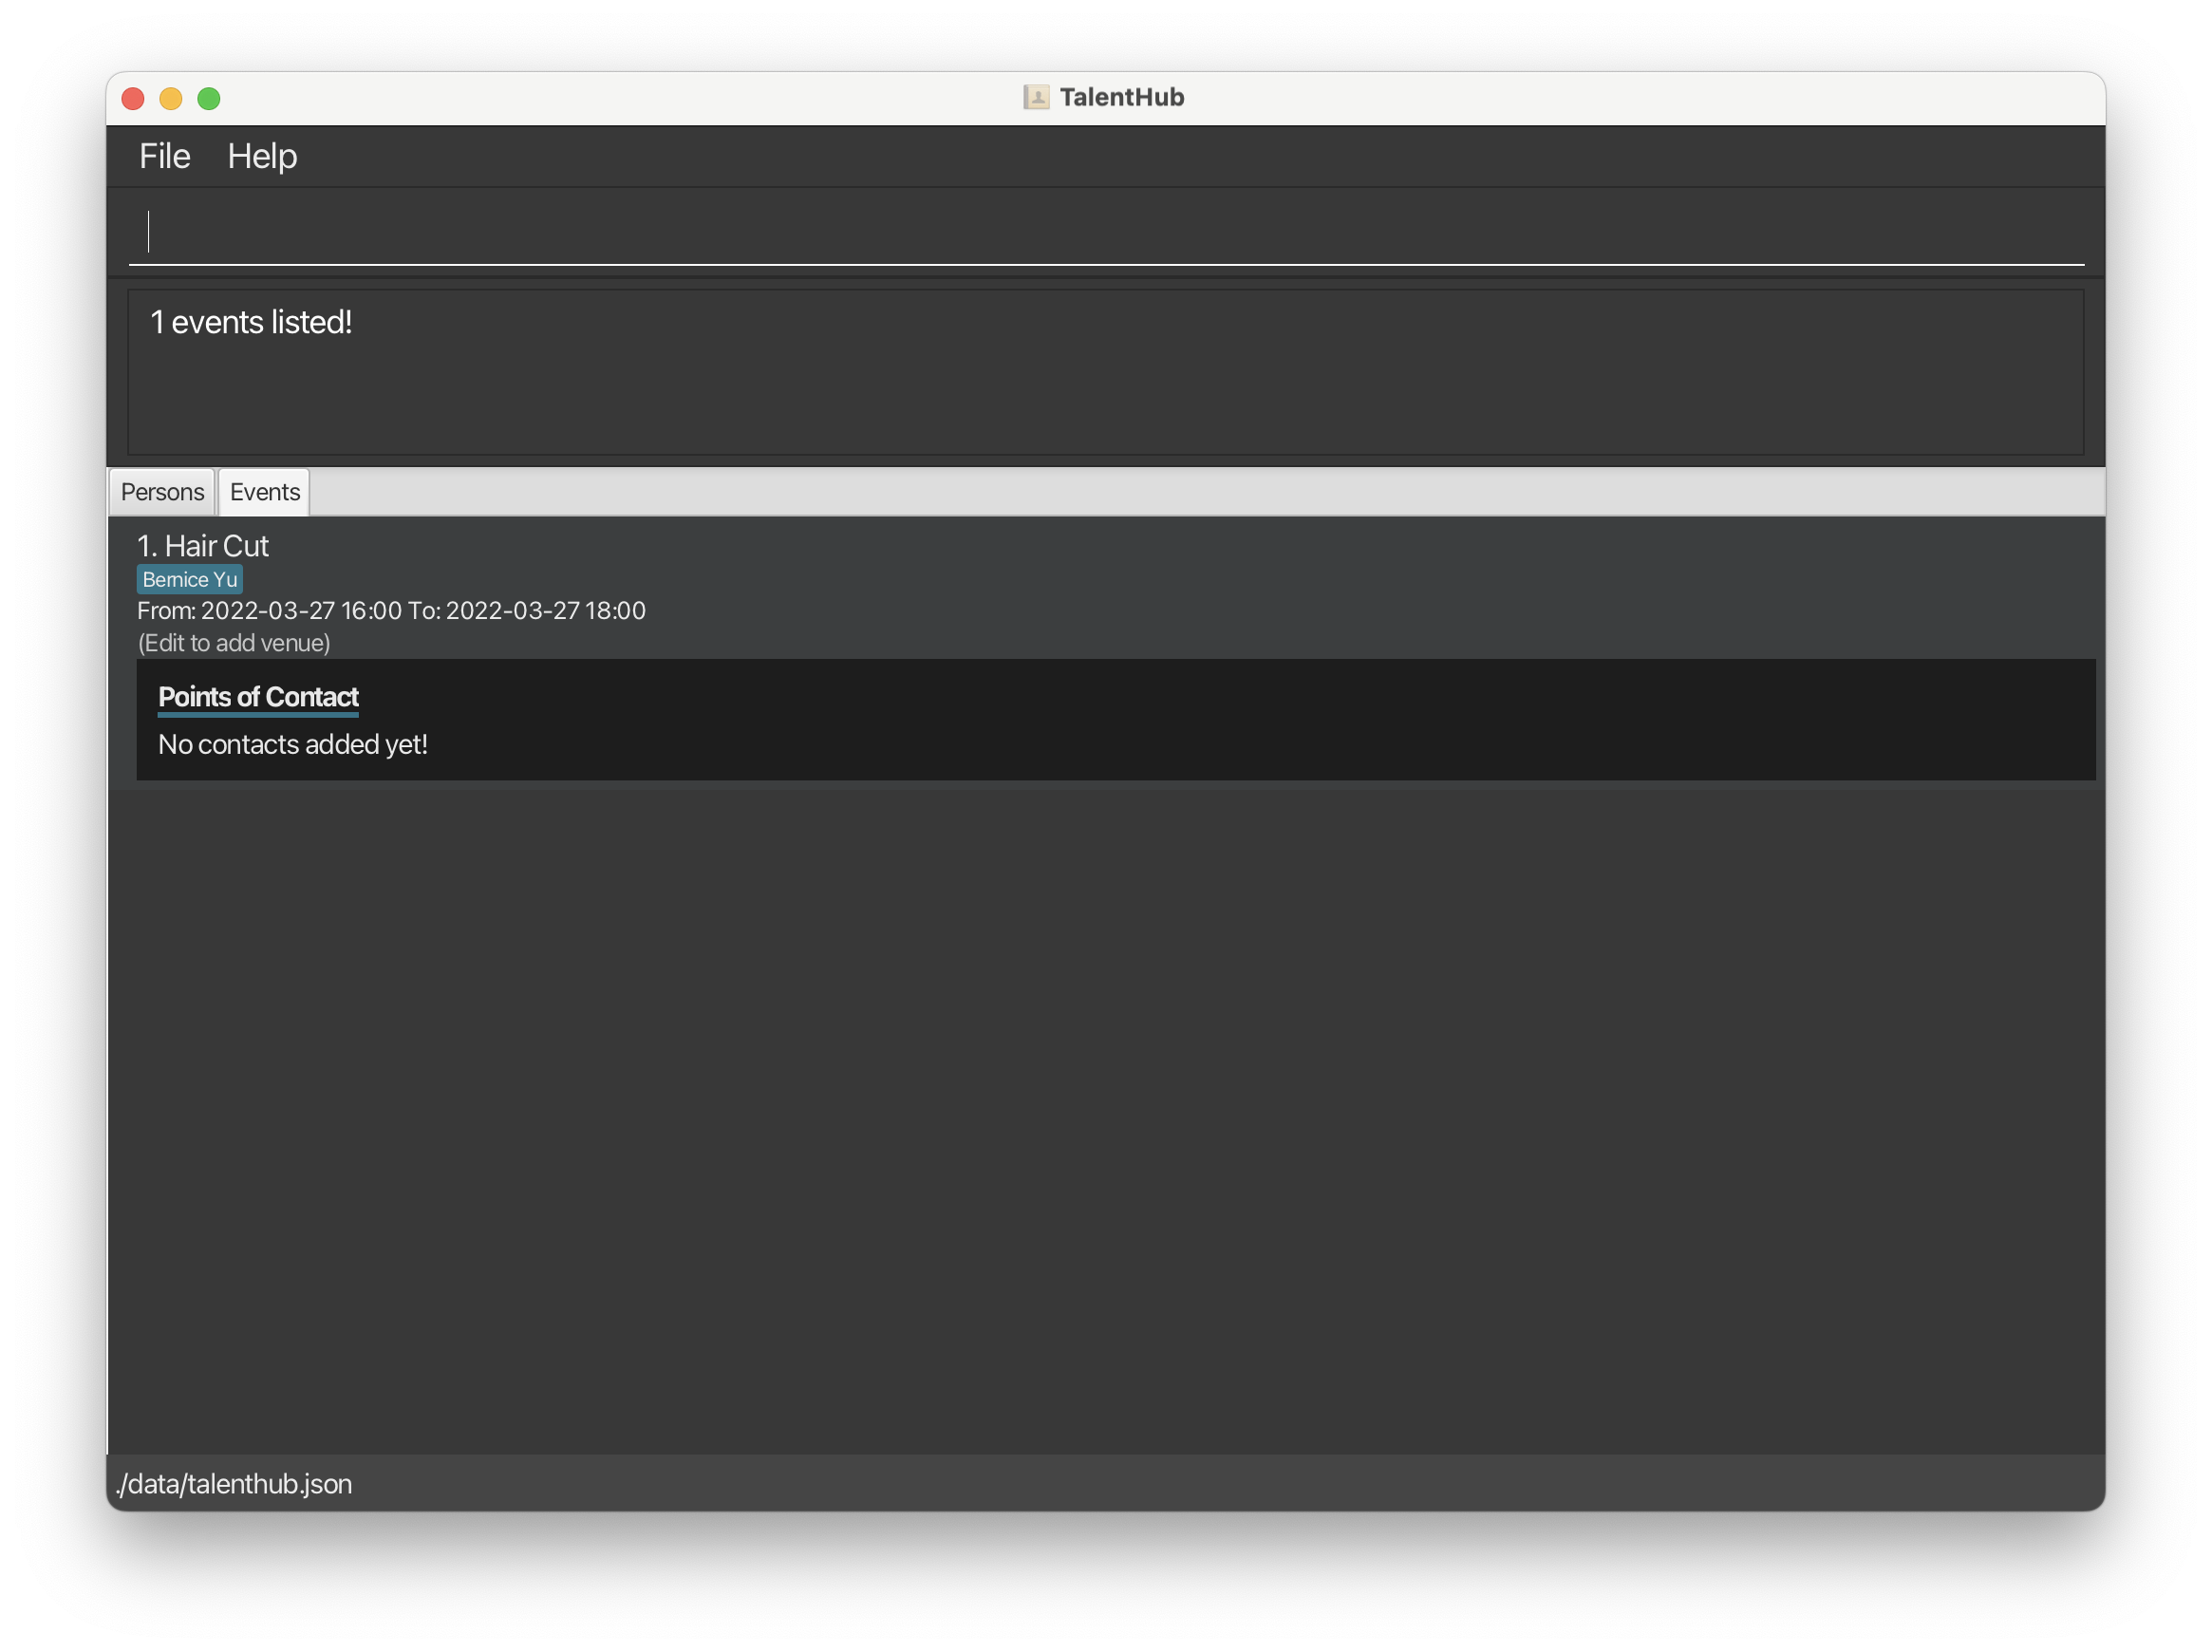 TalentHub
File Help
1 events listed!
Persons Events
1. Hair Cut
Bernice Yu
From: 2022-03-27 16:00 To: 2022-03-27 18:00
(Edit to add venue)
Points of Contact
No contacts added yet!
./data/talenthub.json